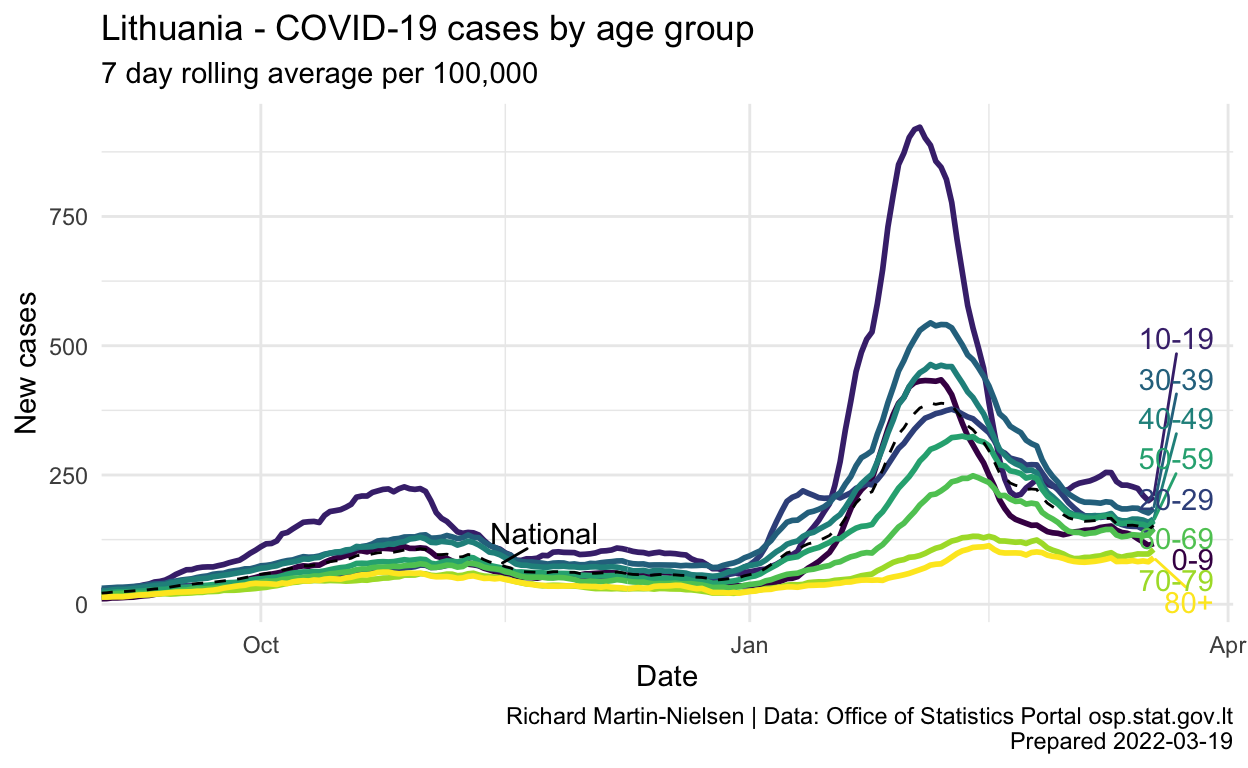 Lithuania - COVID-19 cases by age group
7 day rolling average per 100,000
New cases
750
500
250
0
National
10-19
30-39
40-49
50-59
20-29
60-69
0-9
70-79
80+
Oct
Jan
Apr
Date
Richard Martin-Nielsen | Data: Office of Statistics Portal osp.stat.gov.lt
Prepared 2022-03-19